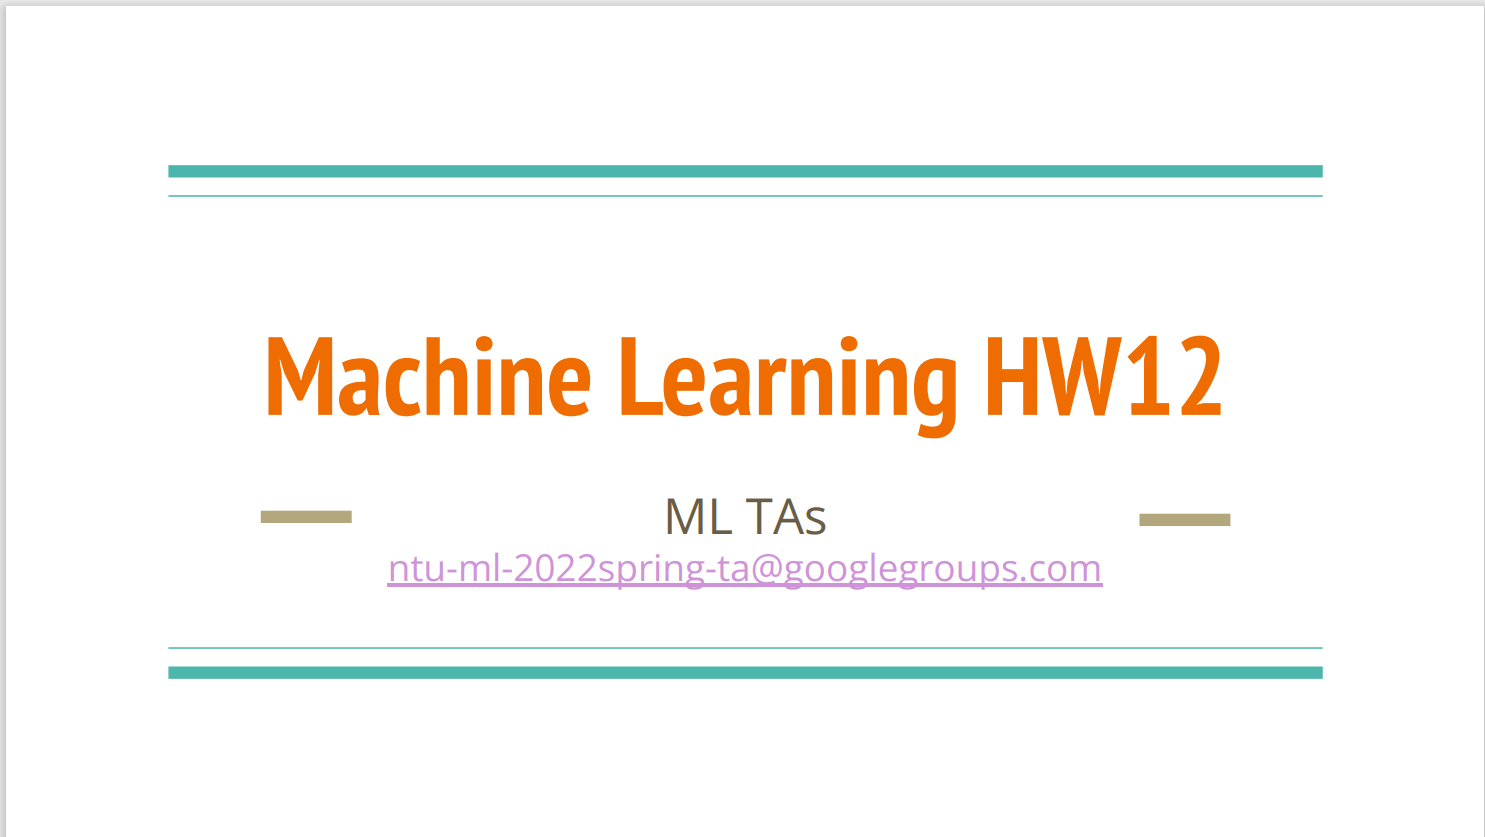 Machine Learning HW12
ML TAs
ntu-ml-2022spring-ta@googlegroups.com